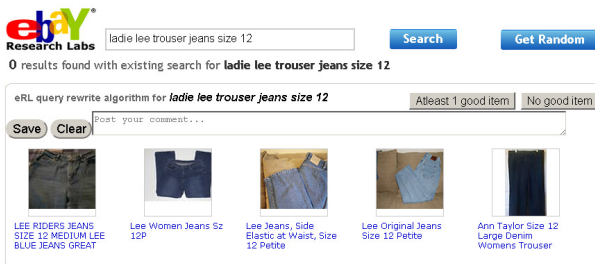 ebaY®
Research Labs
ladie lee trouser jeans size 12
Search
Get Random
0 results found with existing search for ladie lee trouser jeans size 12
eRL query rewrite algorithm for ladie lee trouser jeans size 12
Atleast 1 good item
No good item
Save
Clear
Post your comment...
LEE RIDERS JEANS
SIZE 12 MEDIUM LEE
BLUE JEANS GREAT
Lee Women Jeans Sz
12P
Lee Jeans, Side
Elastic at Waist, Size
12 Petite
Lee Original Jeans
Size 12 Petite
Ann Taylor Size 12
Large Denim
Womens Trouser